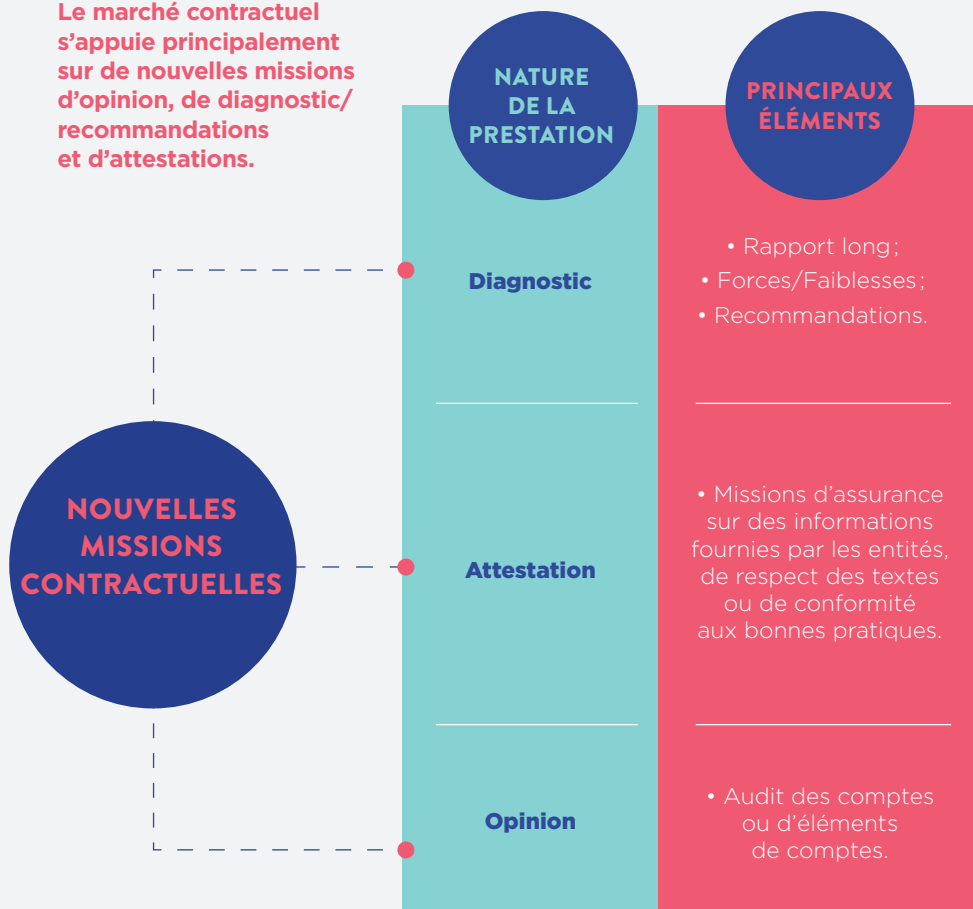 Le marché contractuel
s’appuie principalement
sur de nouvelles missions
d’opinion, de diagnostic/
recommandations
et d’attestations.
NATURE
DE LA
PRESTATION
PRINCIPAUX
ÉLÉMENTS
NOUVELLES
MISSIONS
CONTRACTUELLES
Diagnostic
• Rapport long ;
• Forces/Faiblesses ;
• Recommandations.
Attestation
• Missions d’assurance
sur des informations
fournies par les entités,
de respect des textes
ou de conformité
aux bonnes pratiques.
Opinion
• Audit des comptes
ou d’éléments
de comptes.